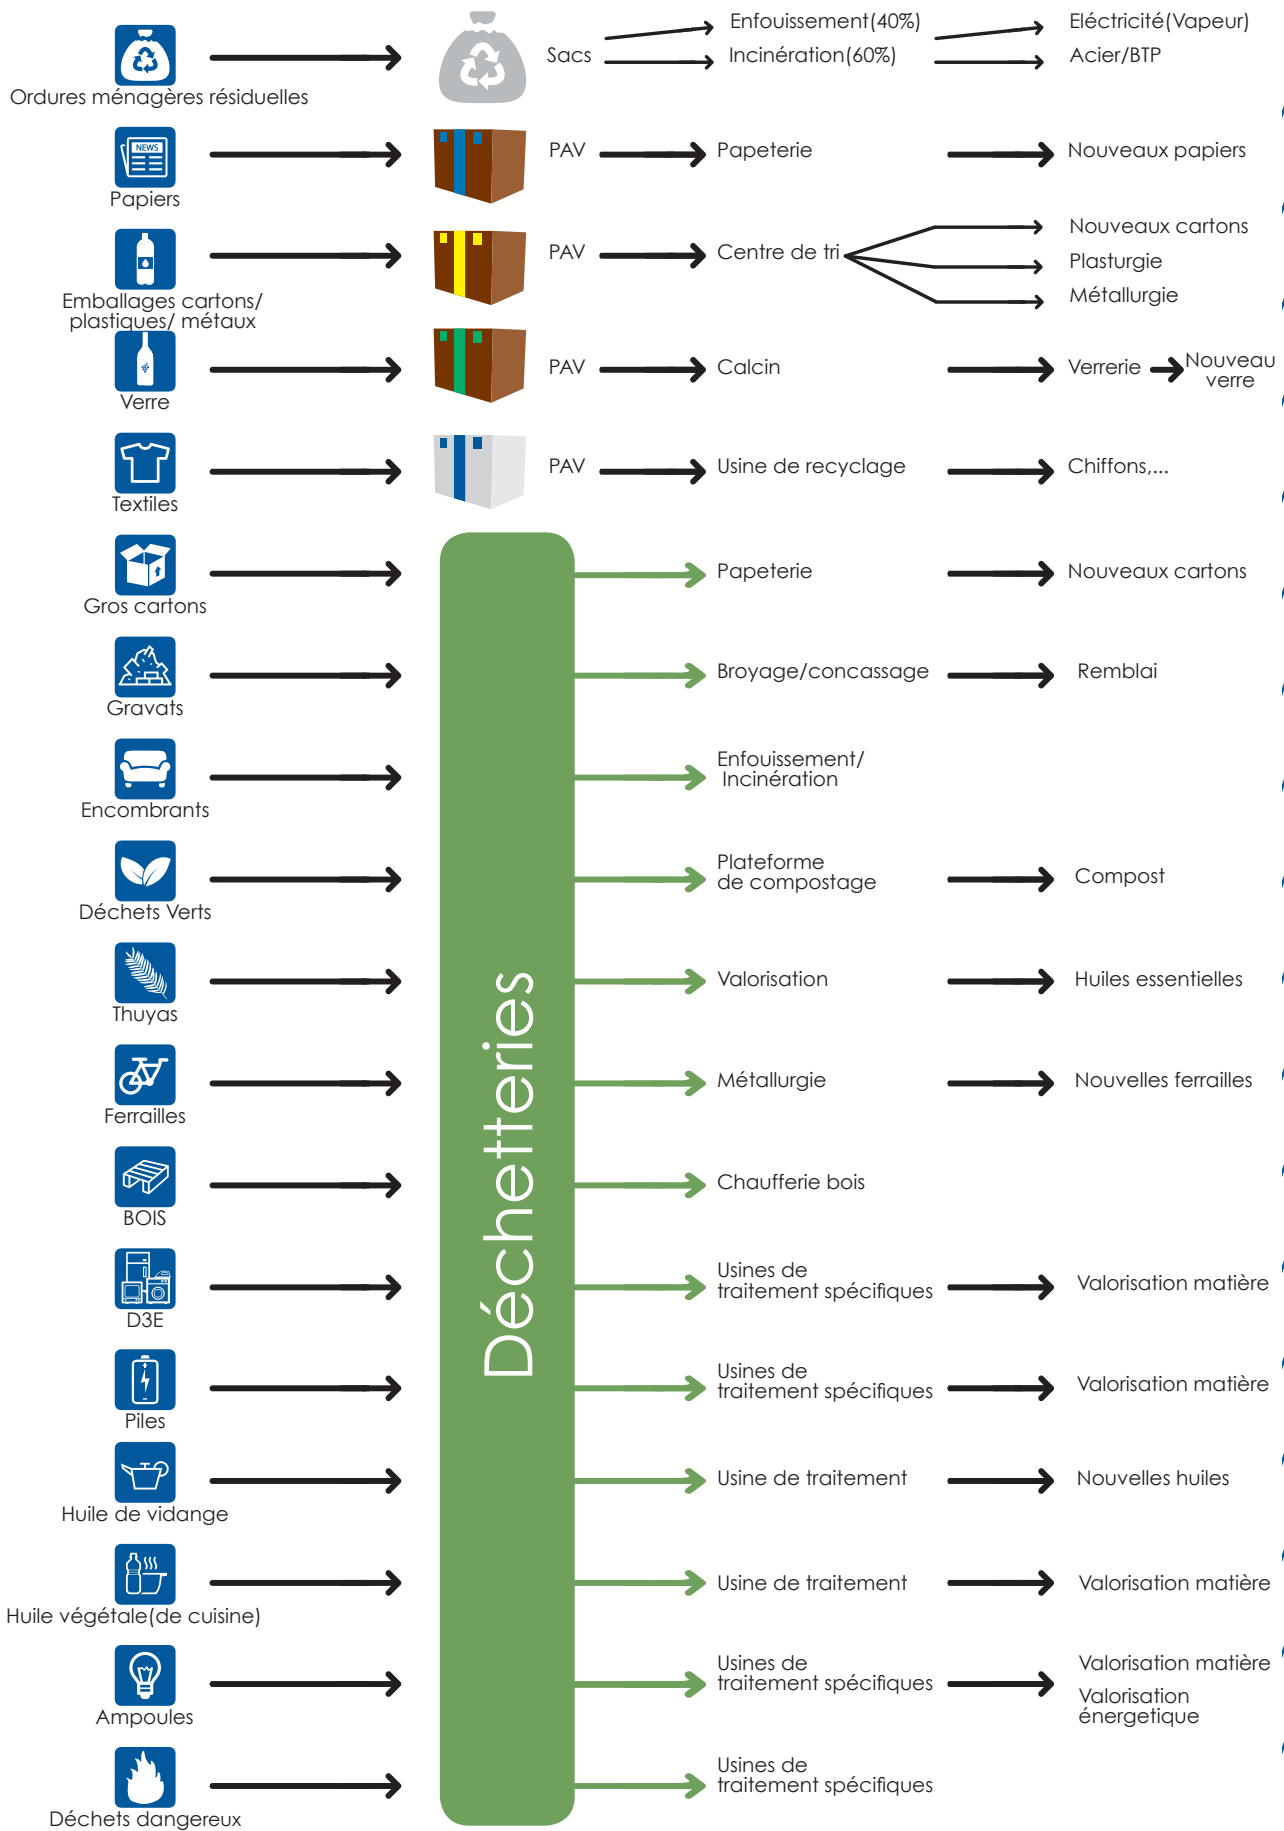 Ordures ménagères résiduelles
Sacs
Enfouissement(40%)
Incinération(60%)
Eléctricité(Vapeur)
Acier/BTP
NEWS
Papiers
PAV
Papeterie
Nouveaux papiers
Emballages cartons/
plastiques/ métaux
PAV
Centre de tri
Nouveaux cartons
Plasturgie
Métallurgie
Verre
PAV
Calcin
Verrerie
Nouveau
verre
Textiles
PAV
Usine de recyclage
Chiffons,...
Déchetteries
Gros cartons
Papeterie
Nouveaux cartons
Gravats
Broyage/concassage
Remblai
Encombrants
Enfouissement/
Incinération
Déchets Verts
Plateforme
de compostage
Compost
Thuyas
Valorisation
Huiles essentielles
Ferrailles
Métallurgie
Nouvelles ferrailles
BOIS
Chaufferie bois
D3E
Usines de
traitement spécifiques
Valorisation matière
Piles
Usines de
traitement spécifiques
Valorisation matière
Huile de vidange
Usine de traitement
Nouvelles huiles
Huile végétale(de cuisine)
Usine de traitement
Valorisation matière
Ampoules
Usines de
traitement spécifiques
Valorisation matière
Valorisation
énergetique
Déchets dangereux
Usines de
traitement spécifiques